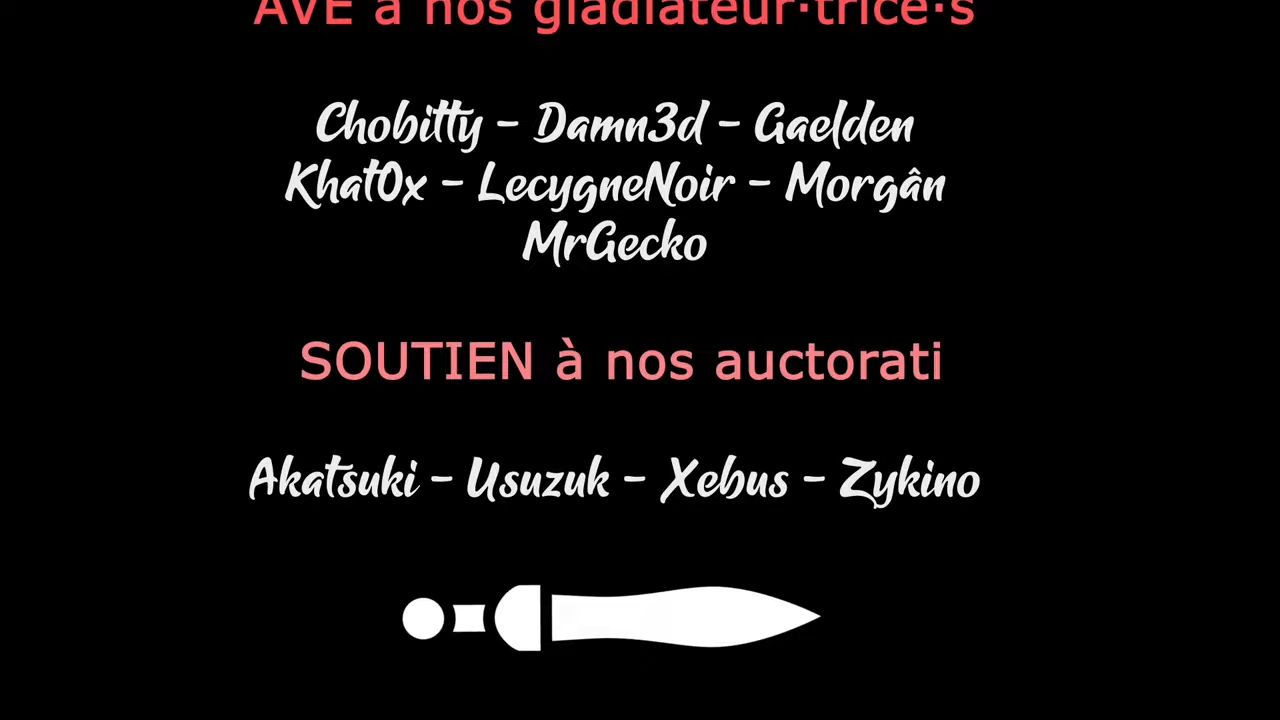 AVE à nos gladiateur·trice·s
Chobitty - Damn3d - Gaelden
Khat0x - LecygneNoir - Morgân
MrGecko
SOUTIEN à nos auctorati
Akatsuki - Usuzuk - Xebus - Zykino